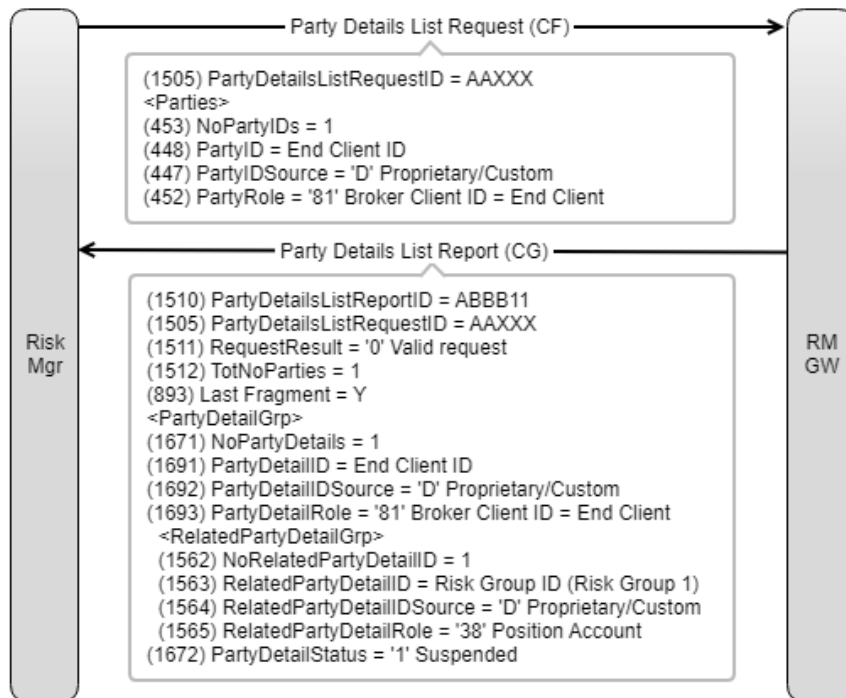 Party Details List Request (CF)
(1505) PartyDetailsListRequestID = AAXXX
<Parties>
(453) NoPartyIDs = 1
(448) PartyID = End Client ID
(447) PartyIDSource = 'D' Proprietary/Custom
(452) PartyRole = '81' Broker Client ID = End Client
Party Details List Report (CG)
(1510) PartyDetailsListReportID = ABBB11
(1505) PartyDetailsListRequestID = AAXXX
(1511) RequestResult = '0' Valid request
(1512) TotNoParties = 1
(893) Last Fragment = Y
<PartyDetailGrp>
(1671) NoPartyDetails = 1
(1691) PartyDetailID = End Client ID
(1692) PartyDetailIDSource = 'D' Proprietary/Custom
(1693) PartyDetailRole = '81' Broker Client ID = End Client
<RelatedPartyDetailGrp>
(1562) NoRelatedPartyDetailID = 1
(1563) RelatedPartyDetailID = Risk Group ID (Risk Group 1)
(1564) RelatedPartyDetailIDSource = 'D' Proprietary/Custom
(1565) RelatedPartyDetailRole = '38' Position Account
(1672) PartyDetailStatus = '1' Suspended
Risk
Mgr
RM
GW